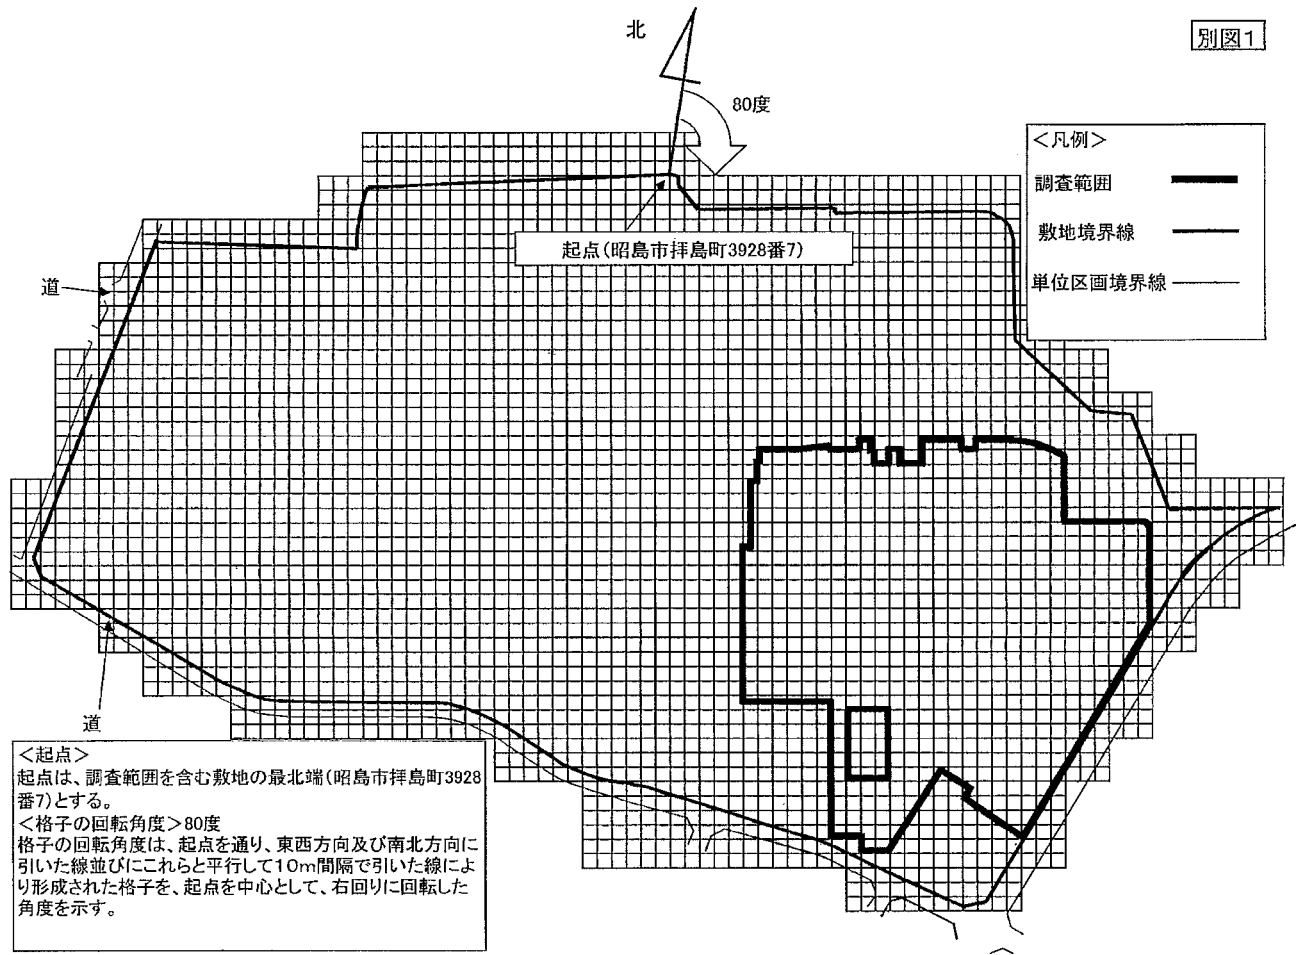 北
別図1
80度
<凡例>
調査範囲
敷地境界線
単位区画境界線
起点(昭島市拝島町3928番7)
道
道
<起点>
起点は、調査範囲を含む敷地の最北端(昭島市拝島町3928
番7)とする。
<格子の回転角度>80度
格子の回転角度は、起点を通り、東西方向及び南北方向に
引いた線並びにこれらと平行して10m間隔で引いた線によ
り形成された格子を、起点を中心として、右回りに回転した
角度を示す。